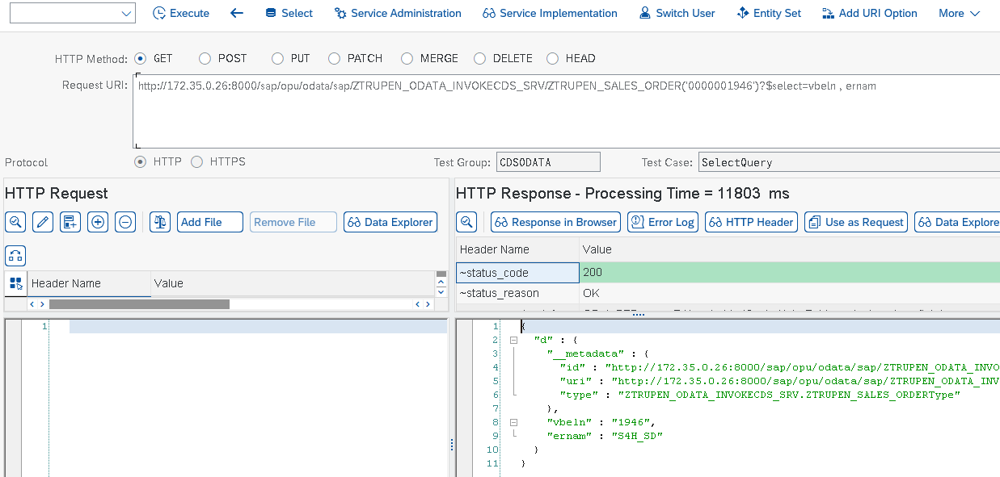 Execute Select Service Administration Service Implementation Switch User Entity Set Add URI Option More
HTTP Method: GET POST PUT PATCH MERGE DELETE HEAD
Request URI: http://172.35.0.26:8000/sap/opu/odata/sap/ZTRUPEN_ODATA_INVOKECDS_SRV/ZTRUPEN_SALES_ORDER('0000001946')?$select=vbeln , ernam
Protocol HTTP HTTPS Test Group: CDSODATA Test Case: SelectQuery
HTTP Request
Add File Remove File Data Explorer
Header Name Value
1
HTTP Response - Processing Time = 11803 ms
Response in Browser Error Log HTTP Header Use as Request Data Explore
Header Name Value
~status_code 200
~status_reason OK
1 {
2 "d" : {
3 "__metadata" : {
4 "id" : "http://172.35.0.26:8000/sap/opu/odata/sap/ZTRUPEN_ODATA_INVO
5 "uri" : "http://172.35.0.26:8000/sap/opu/odata/sap/ZTRUPEN_ODATA_INV
6 "type" : "ZTRUPEN_ODATA_INVOKECDS_SRV.ZTRUPEN_SALES_ORDERType"
7 },
8 "vbeln" : "1946",
9 "ernam" : "S4H_SD"
10 }
11 }